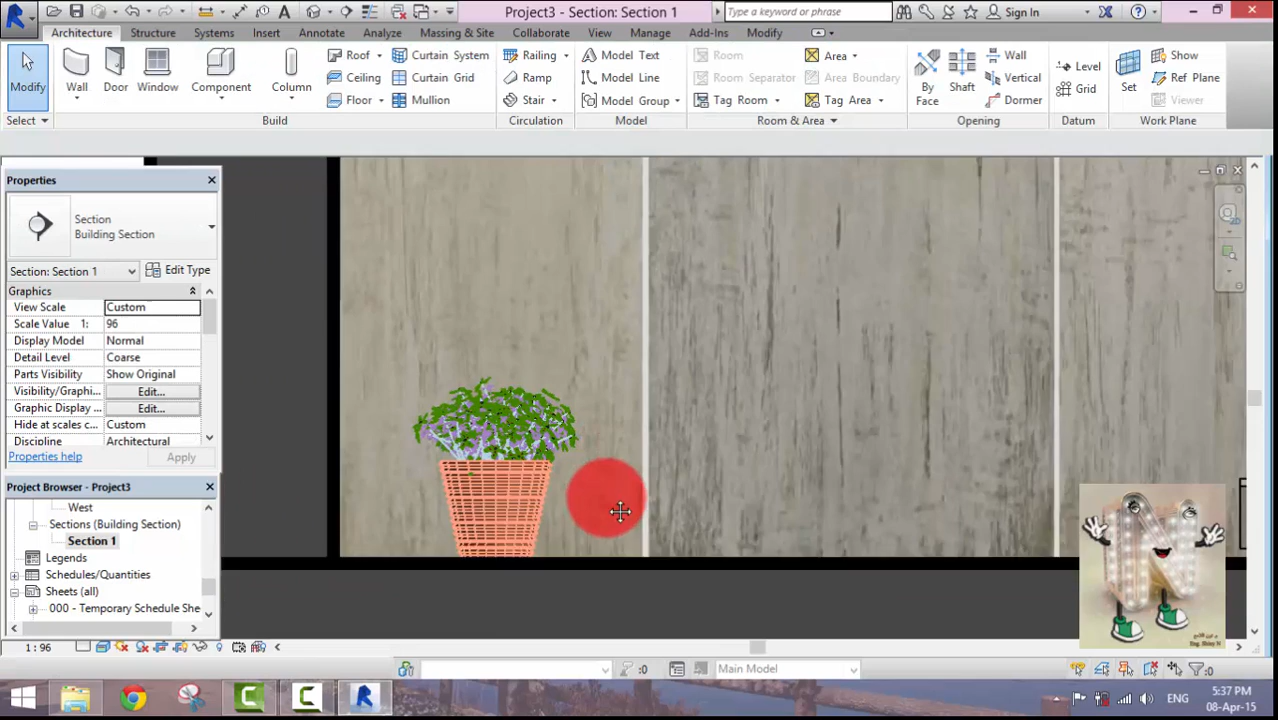 Project3 - Section: Section 1
Type a keyword or phrase
Sign In
Architecture Structure Systems Insert Annotate Analyze Massing & Site Collaborate View Manage Add-Ins Modify
Modify
Wall
Door
Window
Component
Column
Roof
Ceiling
Floor
Curtain System
Curtain Grid
Mullion
Railing
Ramp
Stair
Model Text
Model Line
Model Group
Room
Room Separator
Tag Room
Area
Area Boundary
Tag Area
By Face
Shaft
Wall
Vertical
Dormer
Level
Grid
Set
Show
Ref Plane
Viewer
Select Build Circulation Model Room & Area Opening Datum Work Plane
Properties
Section
Building Section
Section: Section 1 Edit Type
Graphics
View Scale Custom
Scale Value 1: 96
Display Model Normal
Detail Level Coarse
Parts Visibility Show Original
Visibility/Graphi... Edit...
Graphic Display ... Edit...
Hide at scales c... Custom
Discipline Architectural
Properties help Apply
Project Browser - Project3
West
Sections (Building Section)
Section 1
Legends
Schedules/Quantities
Sheets (all)
000 - Temporary Schedule She
1 : 96
:0
Main Model
:0
2D
Eng. Shiny N
ENG
5:37 PM
08-Apr-15